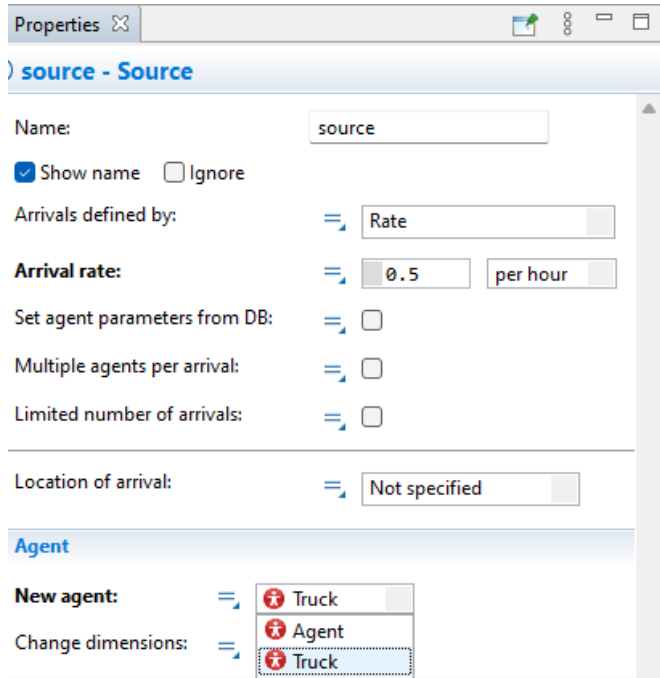 Properties
source - Source
Name: source
Show name Ignore
Arrivals defined by: Rate
Arrival rate: 0.5 per hour
Set agent parameters from DB:
Multiple agents per arrival:
Limited number of arrivals:
Location of arrival: Not specified
Agent
New agent: Truck
Agent
Change dimensions:
Truck